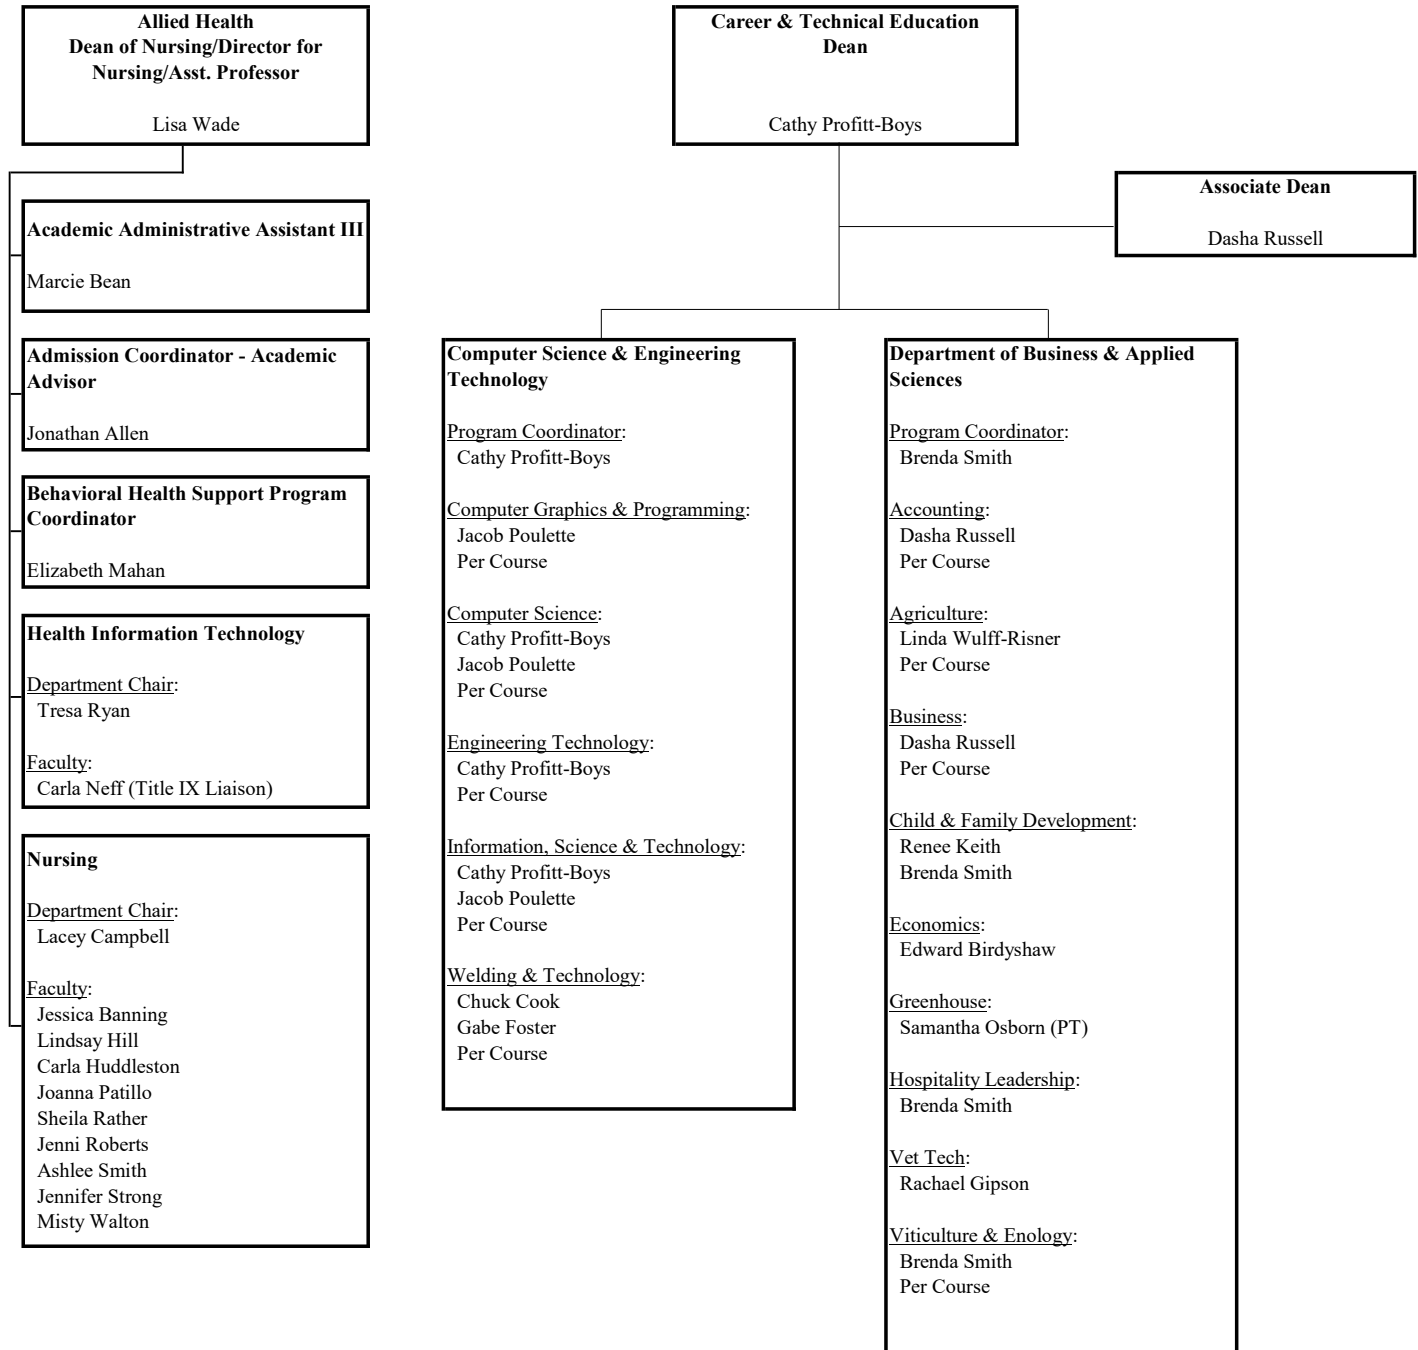 Allied Health
Dean of Nursing/Director for
Nursing/Asst. Professor
Lisa Wade
Academic Administrative Assistant III
Marcie Bean
Admission Coordinator - Academic
Advisor
Jonathan Allen
Behavioral Health Support Program
Coordinator
Elizabeth Mahan
Health Information Technology
Department Chair:
Tresa Ryan
Faculty:
Carla Neff (Title IX Liaison)
Nursing
Department Chair:
Lacey Campbell
Faculty:
Jessica Banning
Lindsay Hill
Carla Huddleston
Joanna Patillo
Sheila Rather
Jenni Roberts
Ashlee Smith
Jennifer Strong
Misty Walton
Career & Technical Education
Dean
Cathy Profitt-Boys
Associate Dean
Dasha Russell
Computer Science & Engineering
Technology
Program Coordinator:
Cathy Profitt-Boys
Computer Graphics & Programming:
Jacob Poulette
Per Course
Computer Science:
Cathy Profitt-Boys
Jacob Poulette
Per Course
Engineering Technology:
Cathy Profitt-Boys
Per Course
Information, Science & Technology:
Cathy Profitt-Boys
Jacob Poulette
Per Course
Welding & Technology:
Chuck Cook
Gabe Foster
Per Course
Department of Business & Applied
Sciences
Program Coordinator:
Brenda Smith
Accounting:
Dasha Russell
Per Course
Agriculture:
Linda Wulff-Risner
Per Course
Business:
Dasha Russell
Per Course
Child & Family Development:
Renee Keith
Brenda Smith
Economics:
Edward Birdyshaw
Greenhouse:
Samantha Osborn (PT)
Hospitality Leadership:
Brenda Smith
Vet Tech:
Rachael Gipson
Viticulture & Enology:
Brenda Smith
Per Course